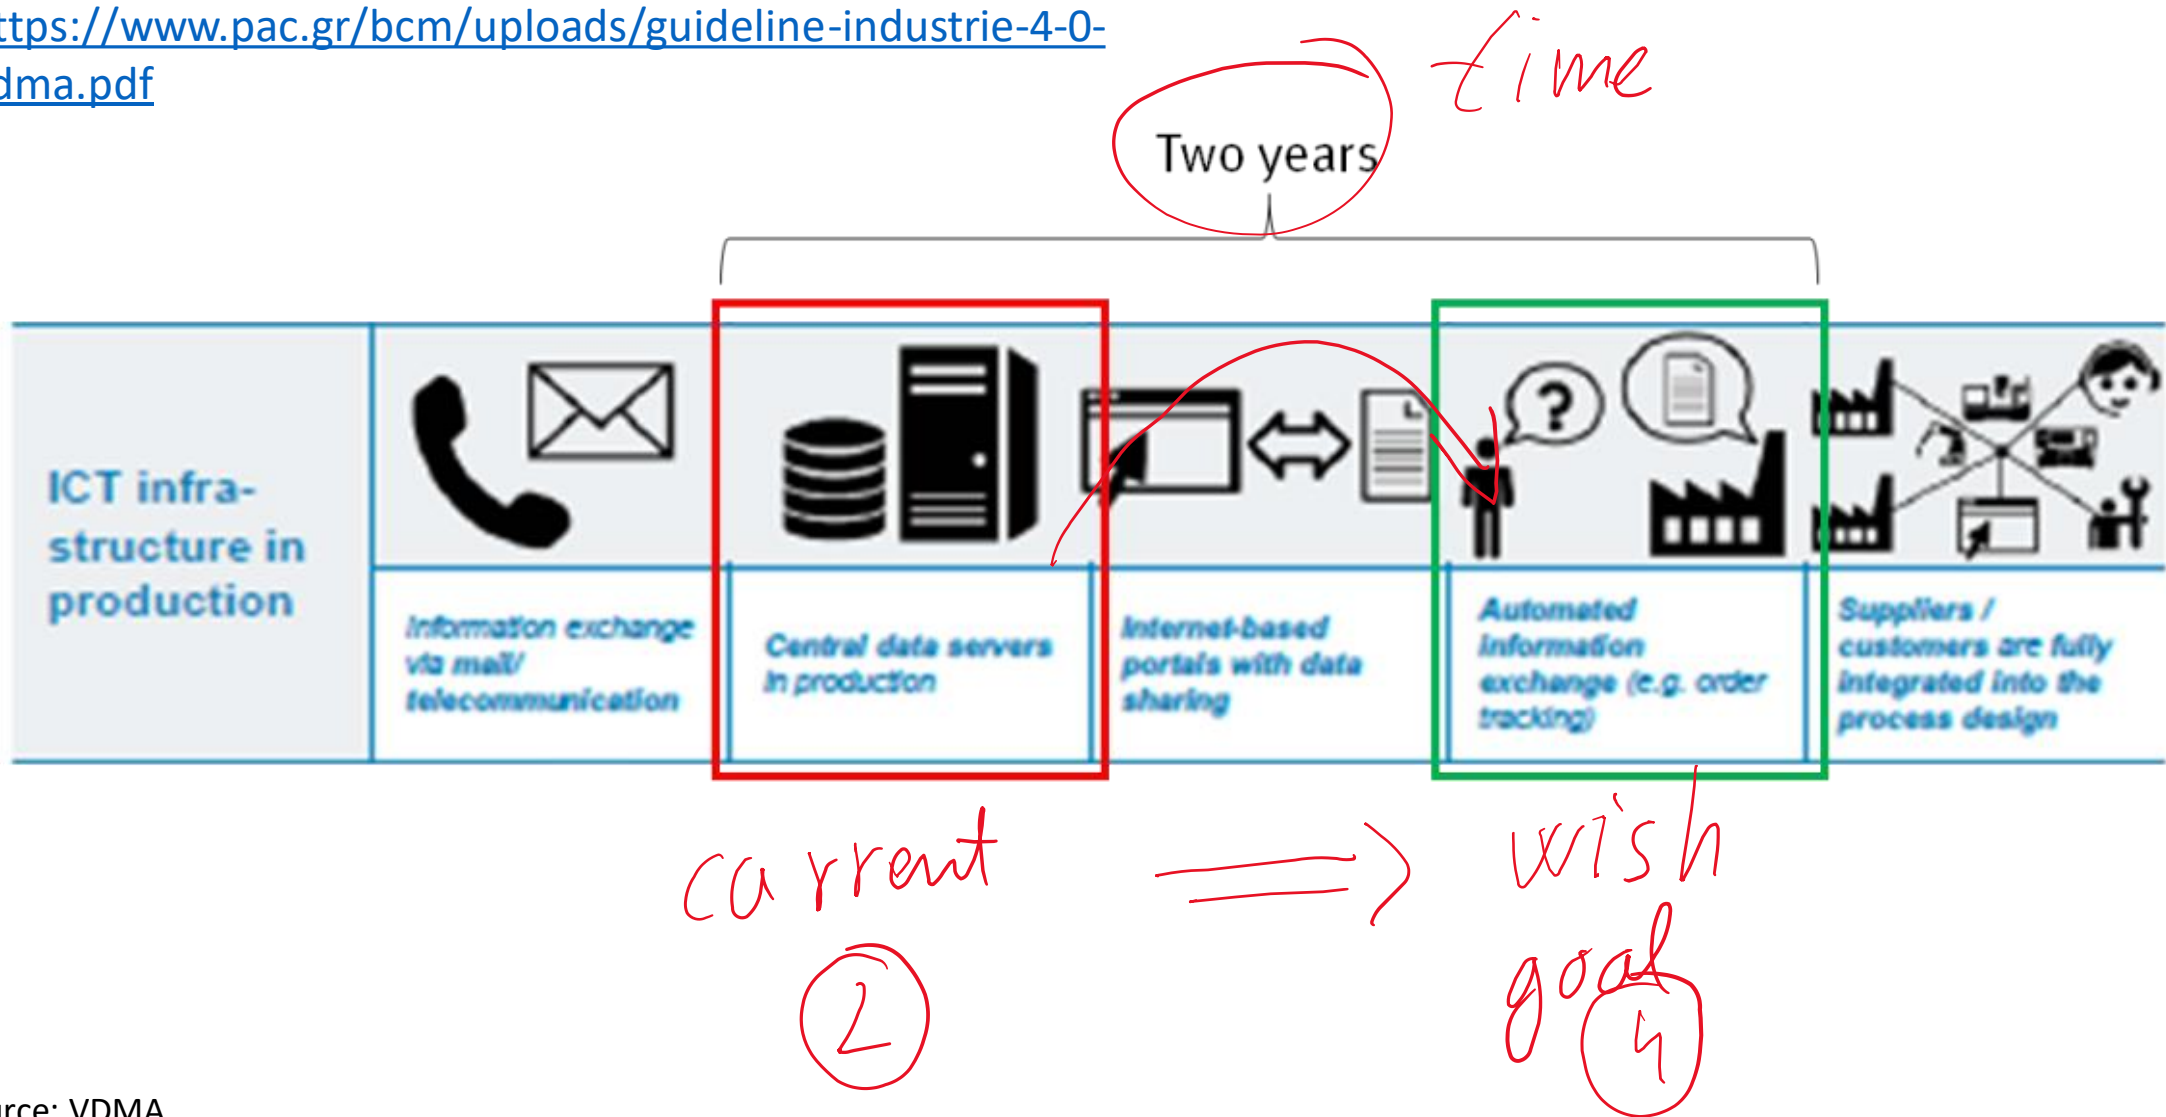 ttps://www.pac.gr/bcm/uploads/guideline-industrie-4-0-
dma.pdf
time
Two years
ICT infra-
structure in
production
Information exchange
via mail/
telecommunication
Central data servers
in production
Internet-based
portals with data
sharing
Automated
information
exchange (e.g. order
tracking)
Suppliers /
customers are fully
integrated into the
process design
?
current
wish
goal
2
4
urce: VDMA